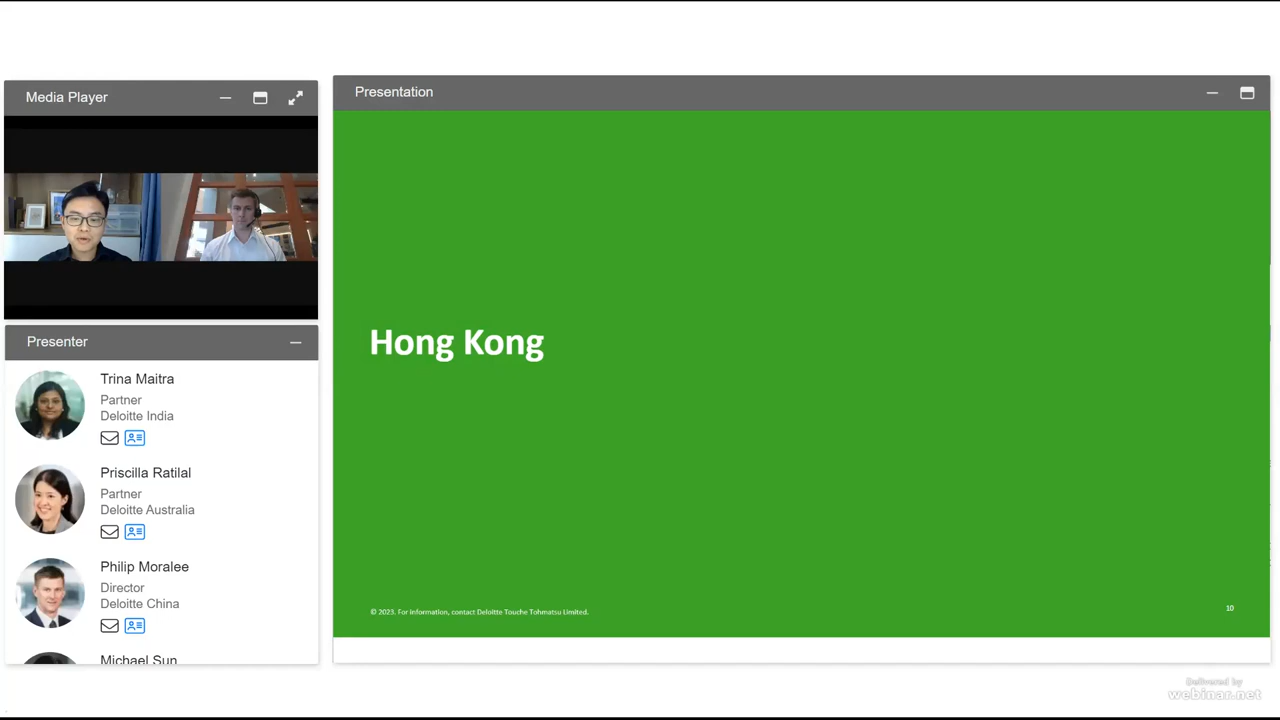 Media Player
Presentation
Hong Kong
Presenter
Trina Maitra
Partner
Deloitte India
Priscilla Ratilal
Partner
Deloitte Australia
Philip Moralee
Director
Deloitte China
Michael Sun
© 2023. For information, contact Deloitte Touche Tohmatsu Limited.
10
Delivered by
webinar.net